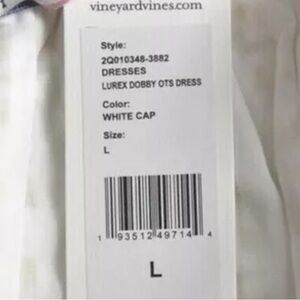 vineyardvines.com
Style:
2Q010348-3882
DRESSES
LUREX DOBBY OTS DRESS
Color:
WHITE CAP
Size:
L
1 93512 49714 4
L